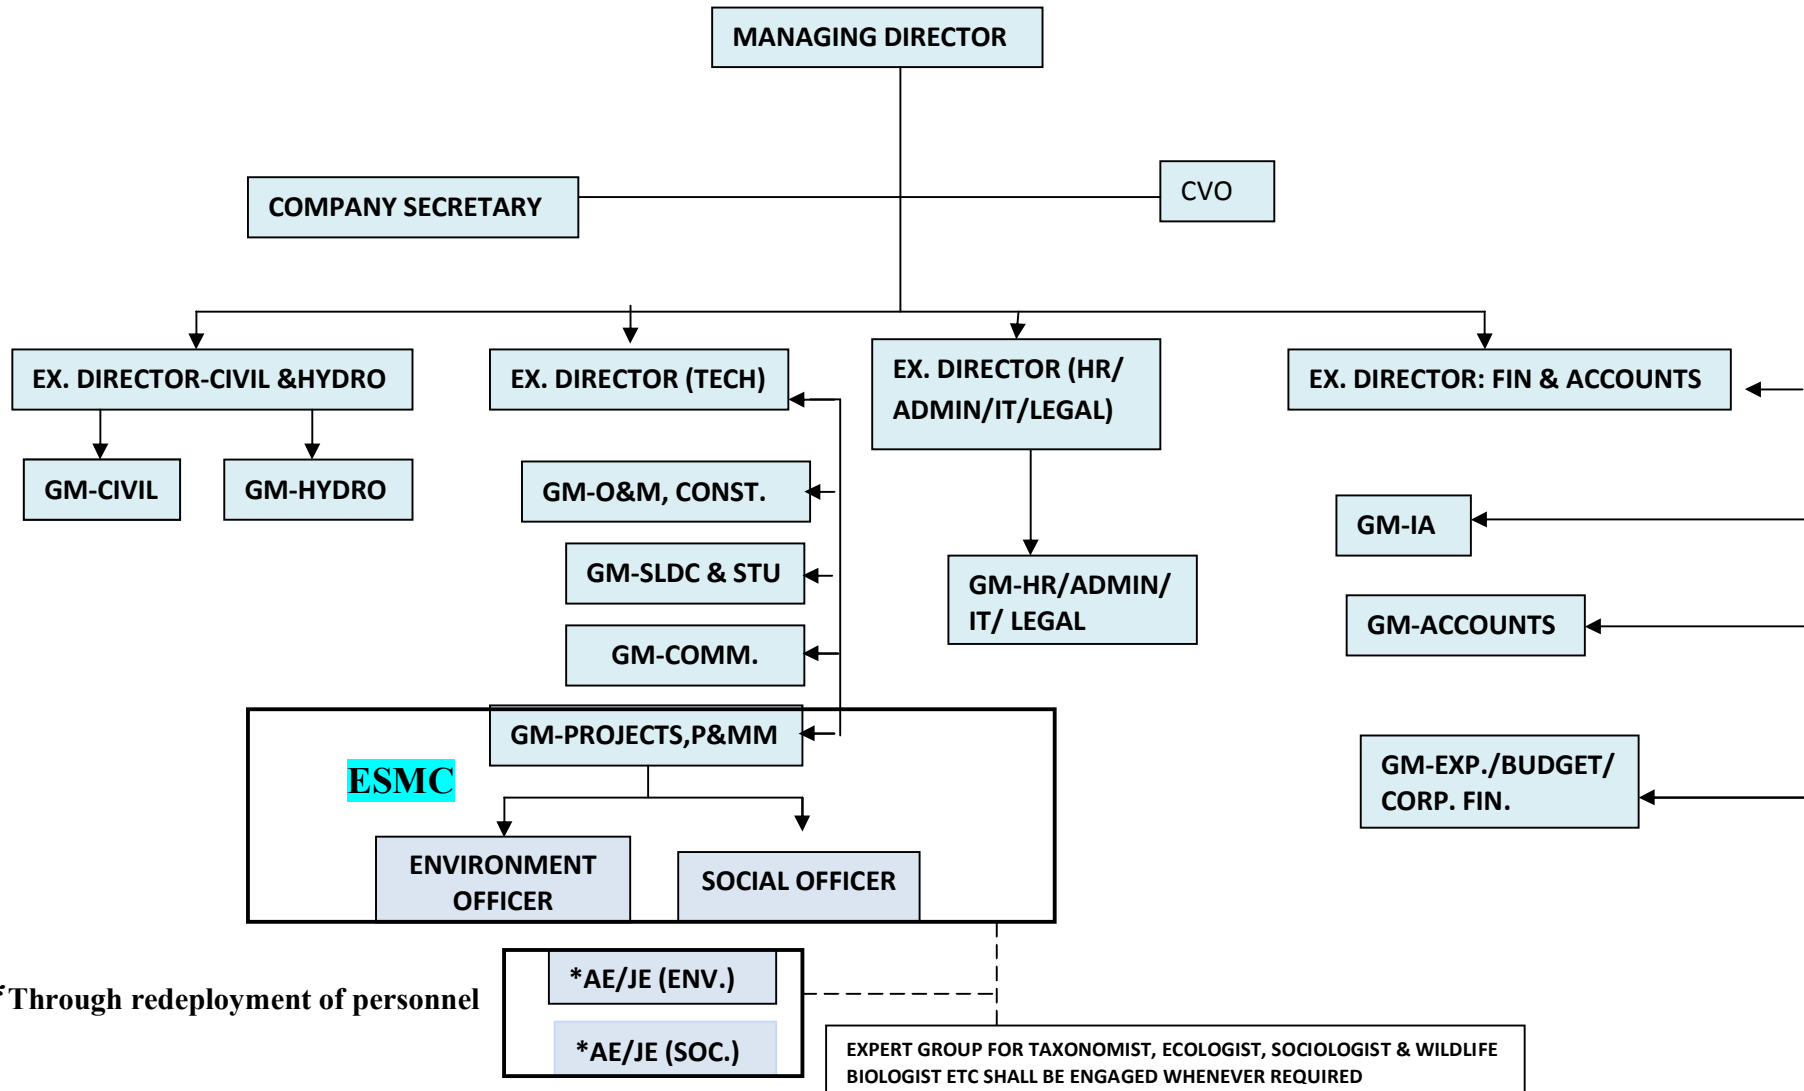 MANAGING DIRECTOR
COMPANY SECRETARY
CVO
EX. DIRECTOR-CIVIL &HYDRO
EX. DIRECTOR (TECH)
EX. DIRECTOR (HR/
ADMIN/IT/LEGAL)
EX. DIRECTOR: FIN & ACCOUNTS
GM-CIVIL
GM-HYDRO
GM-O&M, CONST.
GM-SLDC & STU
GM-COMM.
GM-PROJECTS,P&MM
GM-HR/ADMIN/
IT/ LEGAL
GM-IA
GM-ACCOUNTS
GM-EXP./BUDGET/
CORP. FIN.
ESMC
ENVIRONMENT
OFFICER
SOCIAL OFFICER
*Through redeployment of personnel
*AE/JE (ENV.)
*AE/JE (SOC.)
EXPERT GROUP FOR TAXONOMIST, ECOLOGIST, SOCIOLOGIST & WILDLIFE
BIOLOGIST ETC SHALL BE ENGAGED WHENEVER REQUIRED